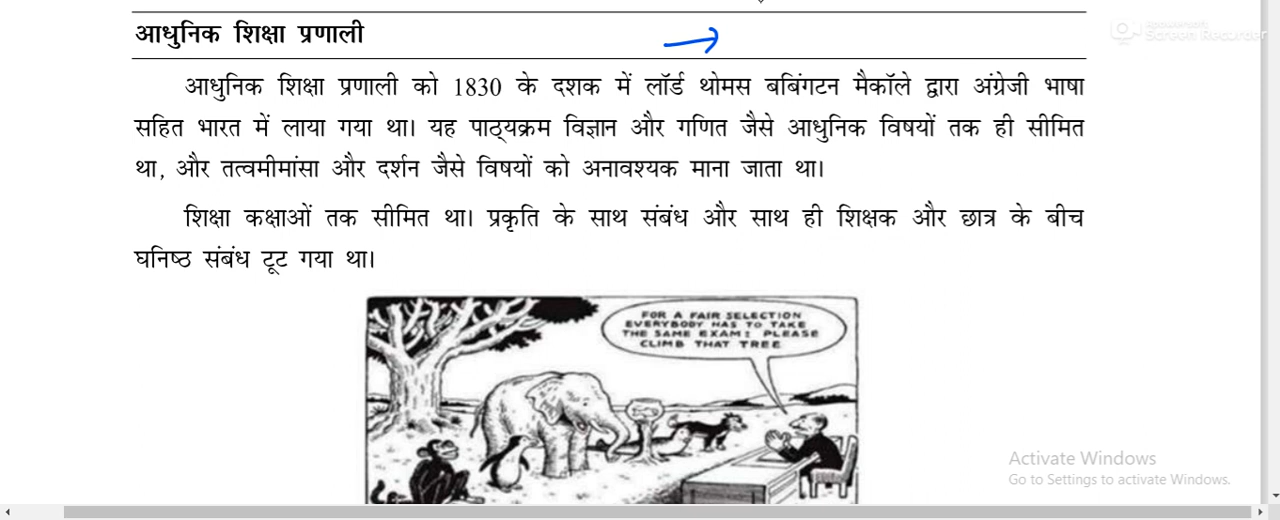 Apowersoft
Screen Recorder
आधुनिक शिक्षा प्रणाली
आधुनिक शिक्षा प्रणाली को 1830 के दशक में लॉर्ड थोमस बबिंगटन मैकॉले द्वारा अंग्रेजी भाषा
सहित भारत में लाया गया था। यह पाठ्यक्रम विज्ञान और गणित जैसे आधुनिक विषयों तक ही सीमित
था, और तत्वमीमांसा और दर्शन जैसे विषयों को अनावश्यक माना जाता था।
शिक्षा कक्षाओं तक सीमित था। प्रकृति के साथ संबंध और साथ ही शिक्षक और छात्र के बीच
घनिष्ठ संबंध टूट गया था।
FOR A FAIR SELECTION
EVERYBODY HAS TO TAKE
THE SAME EXAM: PLEASE
CLIMB THAT TREE
Activate Windows
Go to Settings to activate Windows.